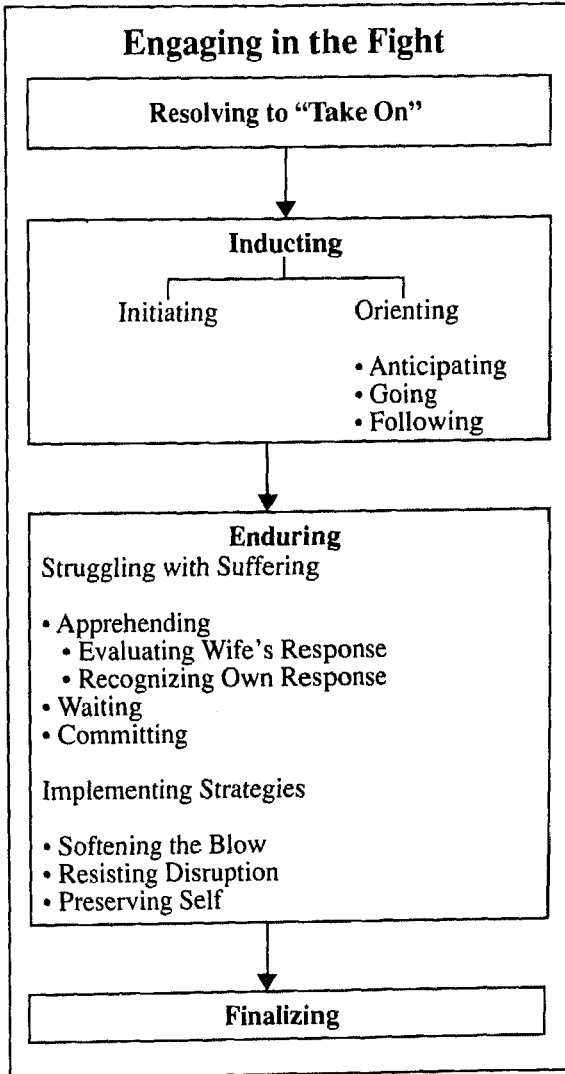 Engaging in the Fight
Resolving to “Take On”
Inducting
Initiating Orienting
• Anticipating
• Going
• Following
Enduring
Struggling with Suffering
• Apprehending
• Evaluating Wife’s Response
• Recognizing Own Response
• Waiting
• Committing
Implementing Strategies
• Softening the Blow
• Resisting Disruption
• Preserving Self
Finalizing